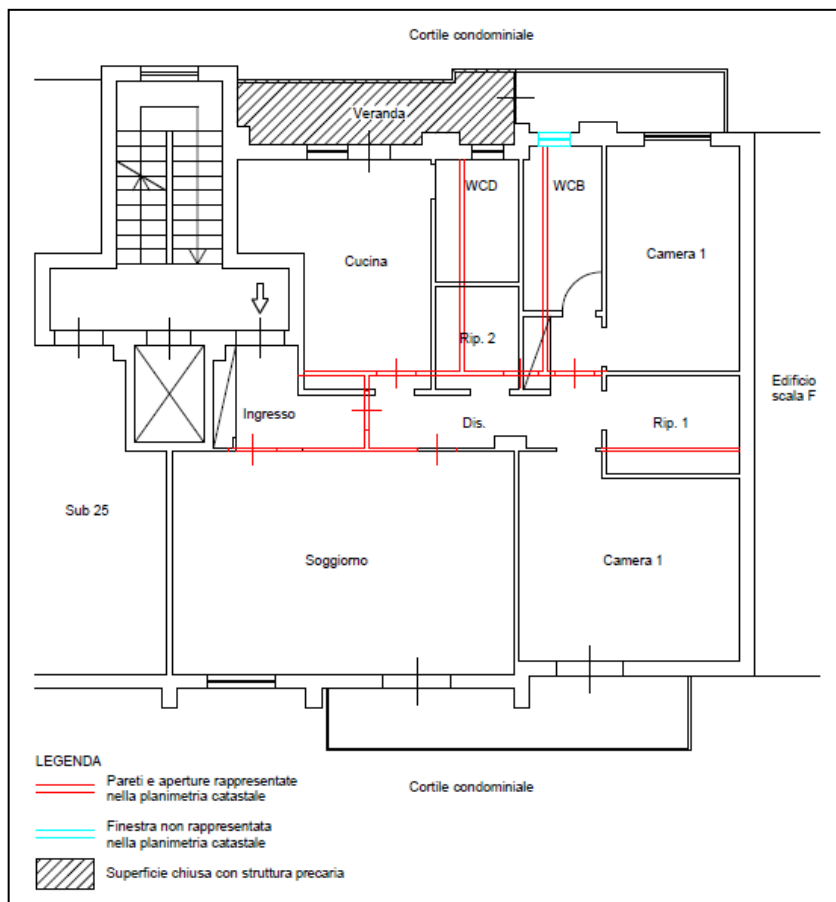 Cortile condominiale
Veranda
WCD
WCB
Cucina
Camera 1
Rip. 2
Edificio
scala F
Ingresso
Dis.
Rip. 1
Sub 25
Soggiorno
Camera 1
LEGENDA
Pareti e aperture rappresentate
nella planimetria catastale
Cortile condominiale
Finestra non rappresentata
nella planimetria catastale
Superficie chiusa con struttura precaria